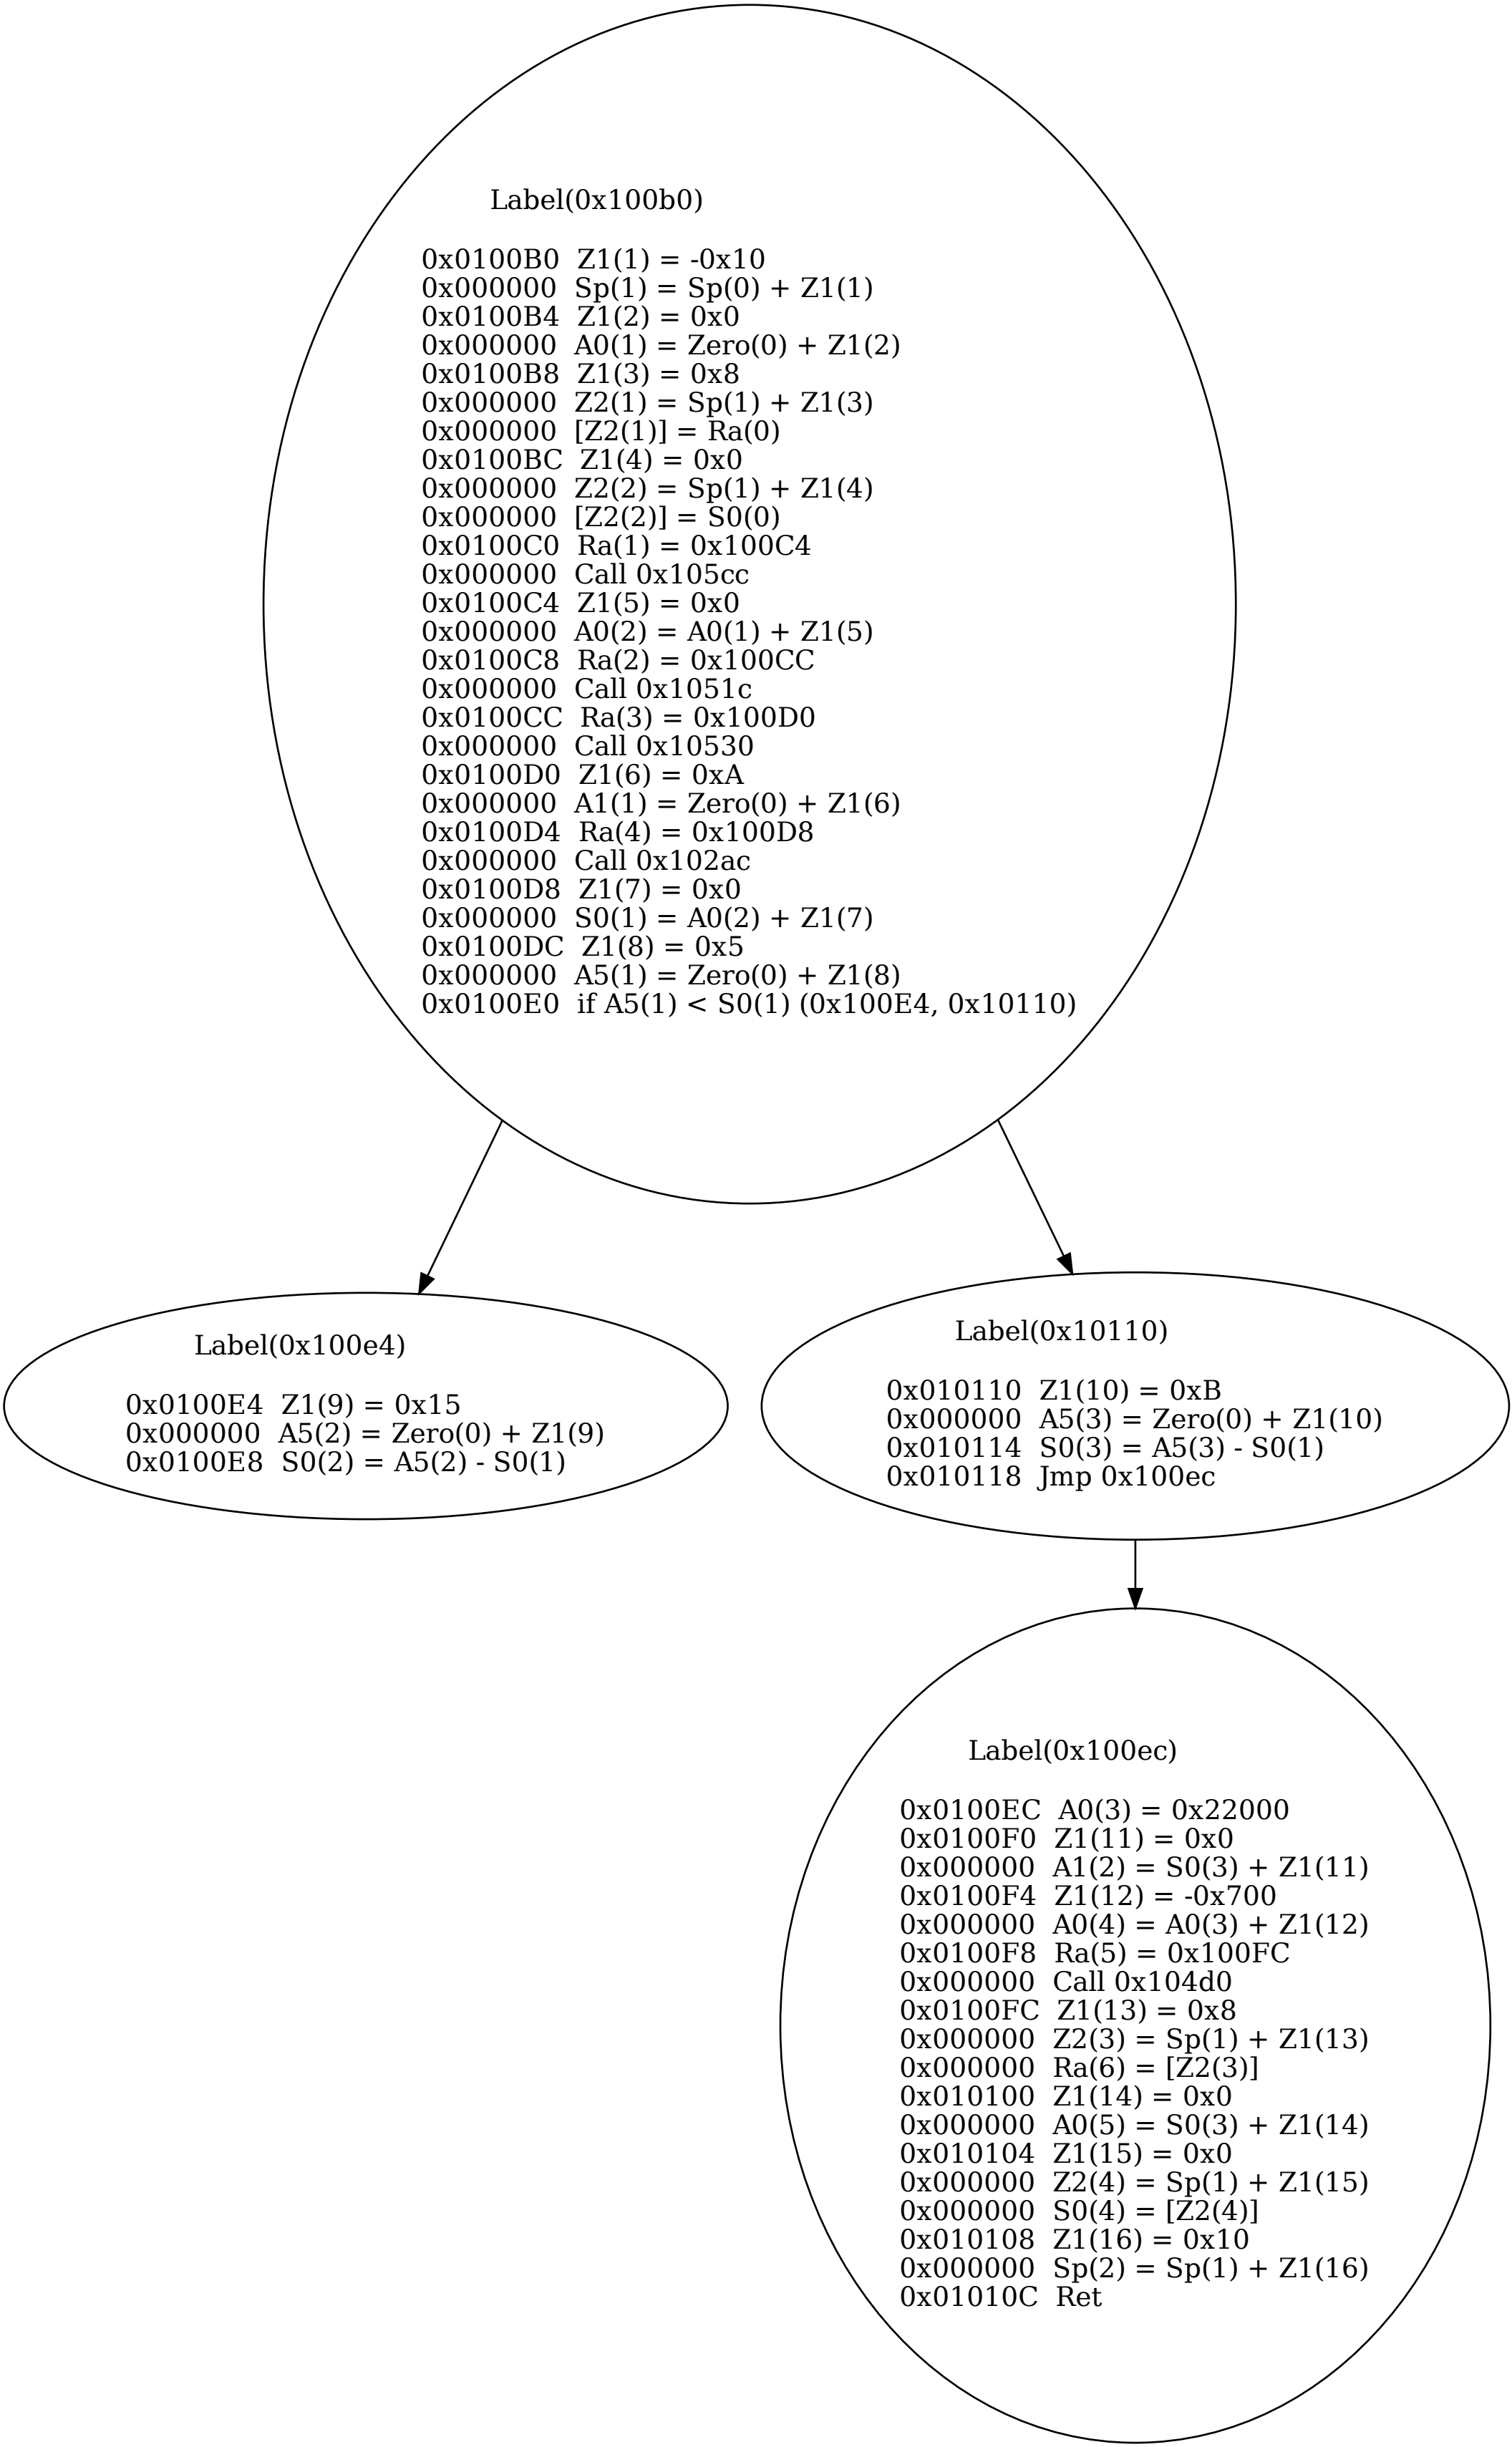 Label(0x100b0)
0x0100B0  Z1(1) = -0x10
0x000000  Sp(1) = Sp(0) + Z1(1)
0x0100B4  Z1(2) = 0x0
0x000000  A0(1) = Zero(0) + Z1(2)
0x0100B8  Z1(3) = 0x8
0x000000  Z2(1) = Sp(1) + Z1(3)
0x000000  [Z2(1)] = Ra(0)
0x0100BC  Z1(4) = 0x0
0x000000  Z2(2) = Sp(1) + Z1(4)
0x000000  [Z2(2)] = S0(0)
0x0100C0  Ra(1) = 0x100C4
0x000000  Call 0x105cc
0x0100C4  Z1(5) = 0x0
0x000000  A0(2) = A0(1) + Z1(5)
0x0100C8  Ra(2) = 0x100CC
0x000000  Call 0x1051c
0x0100CC  Ra(3) = 0x100D0
0x000000  Call 0x10530
0x0100D0  Z1(6) = 0xA
0x000000  A1(1) = Zero(0) + Z1(6)
0x0100D4  Ra(4) = 0x100D8
0x000000  Call 0x102ac
0x0100D8  Z1(7) = 0x0
0x000000  S0(1) = A0(2) + Z1(7)
0x0100DC  Z1(8) = 0x5
0x000000  A5(1) = Zero(0) + Z1(8)
0x0100E0  if A5(1) < S0(1) (0x100E4, 0x10110)
Label(0x100e4)
0x0100E4  Z1(9) = 0x15
0x000000  A5(2) = Zero(0) + Z1(9)
0x0100E8  S0(2) = A5(2) - S0(1)
Label(0x10110)
0x010110  Z1(10) = 0xB
0x000000  A5(3) = Zero(0) + Z1(10)
0x010114  S0(3) = A5(3) - S0(1)
0x010118  Jmp 0x100ec
Label(0x100ec)
0x0100EC  A0(3) = 0x22000
0x0100F0  Z1(11) = 0x0
0x000000  A1(2) = S0(3) + Z1(11)
0x0100F4  Z1(12) = -0x700
0x000000  A0(4) = A0(3) + Z1(12)
0x0100F8  Ra(5) = 0x100FC
0x000000  Call 0x104d0
0x0100FC  Z1(13) = 0x8
0x000000  Z2(3) = Sp(1) + Z1(13)
0x000000  Ra(6) = [Z2(3)]
0x010100  Z1(14) = 0x0
0x000000  A0(5) = S0(3) + Z1(14)
0x010104  Z1(15) = 0x0
0x000000  Z2(4) = Sp(1) + Z1(15)
0x000000  S0(4) = [Z2(4)]
0x010108  Z1(16) = 0x10
0x000000  Sp(2) = Sp(1) + Z1(16)
0x01010C  Ret